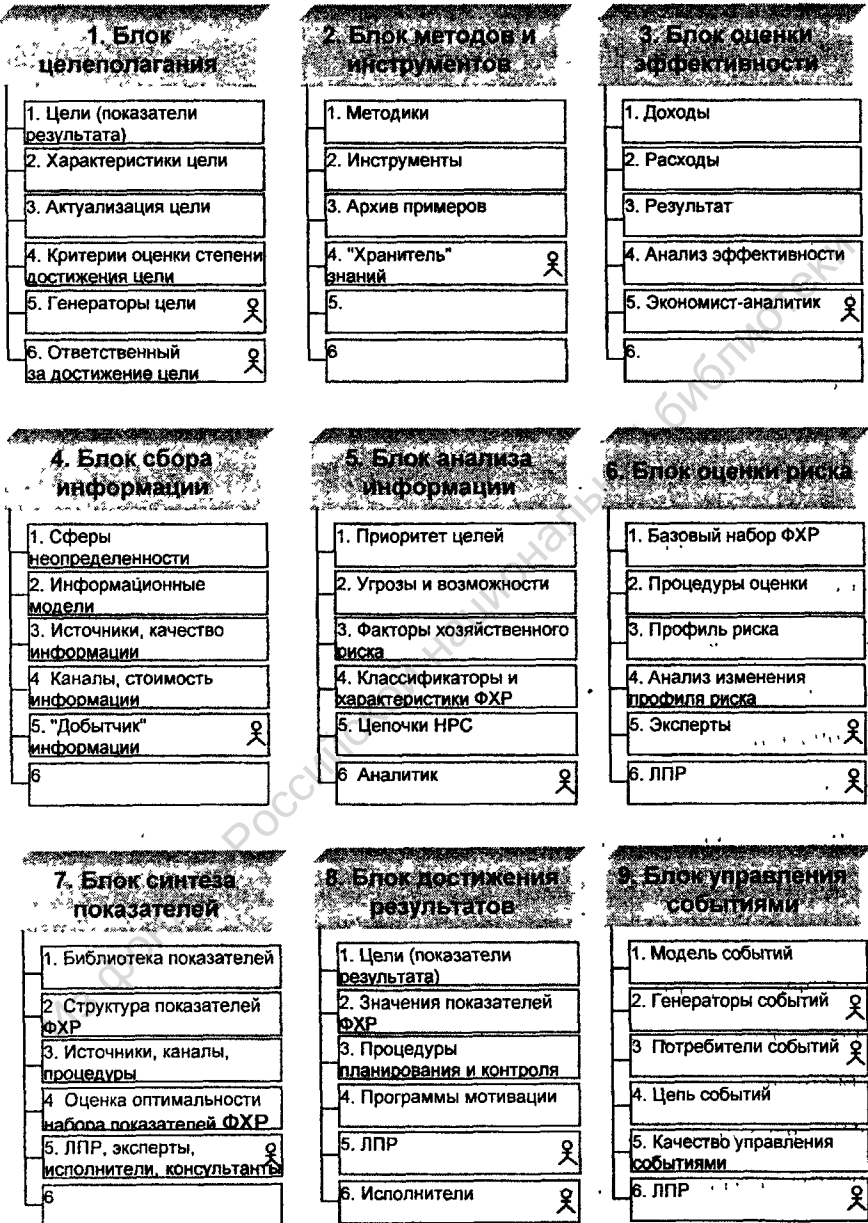 1. Блок
целеполагания
1. Цели (показатели
результата)
2. Характеристики цели
3. Актуализация цели
4. Критерии оценки степени
достижения цели
5. Генераторы цели
6. Ответственный
за достижение цели
2. Блок методов и
инструментов
1. Методики
2. Инструменты
3. Архив примеров
4. "Хранитель"
знаний
5.
6
3. Блок оценки
эффективности
1. Доходы
2. Расходы
3. Результат
4. Анализ эффективности
5. Экономист-аналитик
6.
4. Блок сбора
информации
1. Сферы
неопределенности
2. Информационные
модели
3. Источники, качество
информации
4 Каналы, стоимость
информации
5. "Добытчик"
информации
6
5. Блок анализа
информации
1. Приоритет целей
2. Угрозы и возможности
3. Факторы хозяйственного
риска
4. Классификаторы и
характеристики ФХР
5. Цепочки НРС
6 Аналитик
6. Блок оценки риска
1. Базовый набор ФХР
2. Процедуры оценки
3. Профиль риска
4. Анализ изменения
профиля риска
5. Эксперты
6. ЛПР
7. Блок синтеза
показателей
1. Библиотека показателей
2 Структура показателей
ФХР
3. Источники, каналы,
процедуры
4 Оценка оптимальности
набора показателей ФХР
5. ЛПР, эксперты,
исполнители, консультанты
6
8. Блок достижения
результатов
1. Цели (показатели
результата)
2. Значения показателей
ФХР
3. Процедуры
планирования и контроля
4. Программы мотивации
5. ЛПР
6. Исполнители
9. Блок управления
событиями
1. Модель событий
2. Генераторы событий
3 Потребители событий
4. Цепь событий
5. Качество управления
событиями
6. ЛПР